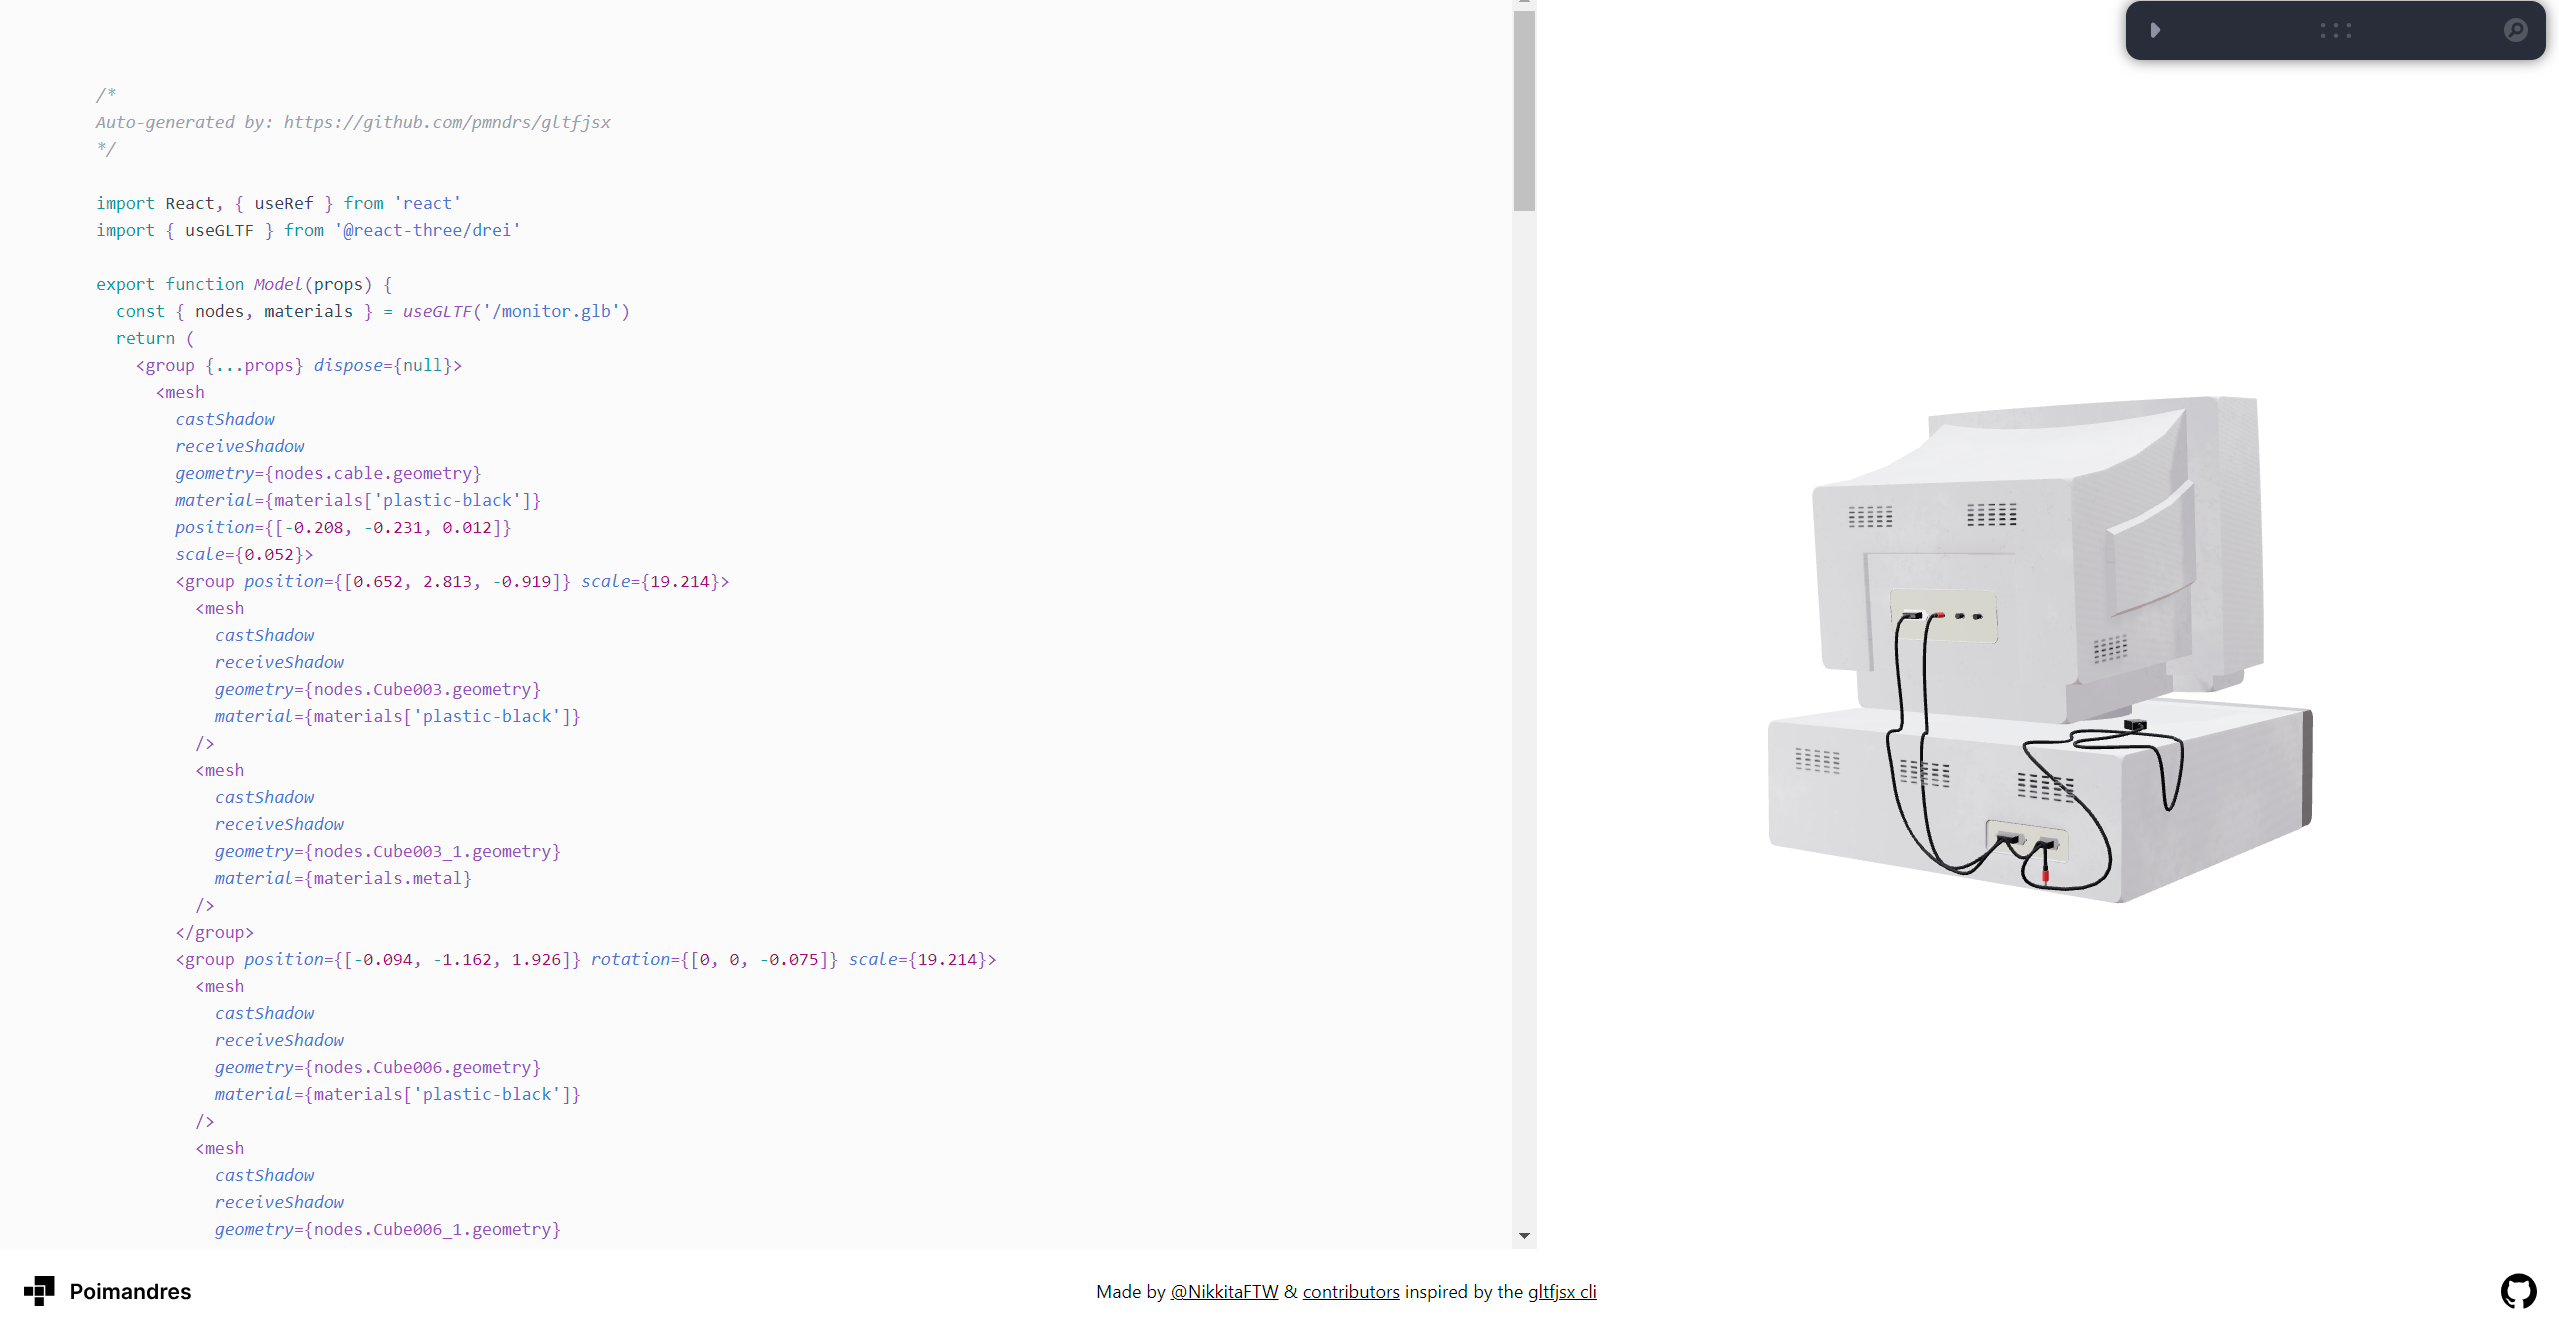 /*
Auto-generated by: https://github.com/pmndrs/gltfjsx
*/
import React, { useRef } from 'react'
import { useGLTF } from '@react-three/drei'
export function Model(props) {
  const { nodes, materials } = useGLTF('/monitor.glb')
  return (
    <group {...props} dispose={null}>
      <mesh
        castShadow
        receiveShadow
        geometry={nodes.cable.geometry}
        material={materials['plastic-black']}
        position={[-0.208, -0.231, 0.012]}
        scale={0.052}>
        <group position={[0.652, 2.813, -0.919]} scale={19.214}>
          <mesh
            castShadow
            receiveShadow
            geometry={nodes.Cube003.geometry}
            material={materials['plastic-black']}
          />
          <mesh
            castShadow
            receiveShadow
            geometry={nodes.Cube003_1.geometry}
            material={materials.metal}
          />
        </group>
        <group position={[-0.094, -1.162, 1.926]} rotation={[0, 0, -0.075]} scale={19.214}>
          <mesh
            castShadow
            receiveShadow
            geometry={nodes.Cube006.geometry}
            material={materials['plastic-black']}
          />
          <mesh
            castShadow
            receiveShadow
            geometry={nodes.Cube006_1.geometry}
Poimandres
Made by @NikkitaFTW & contributors inspired by the gltfjsx cli